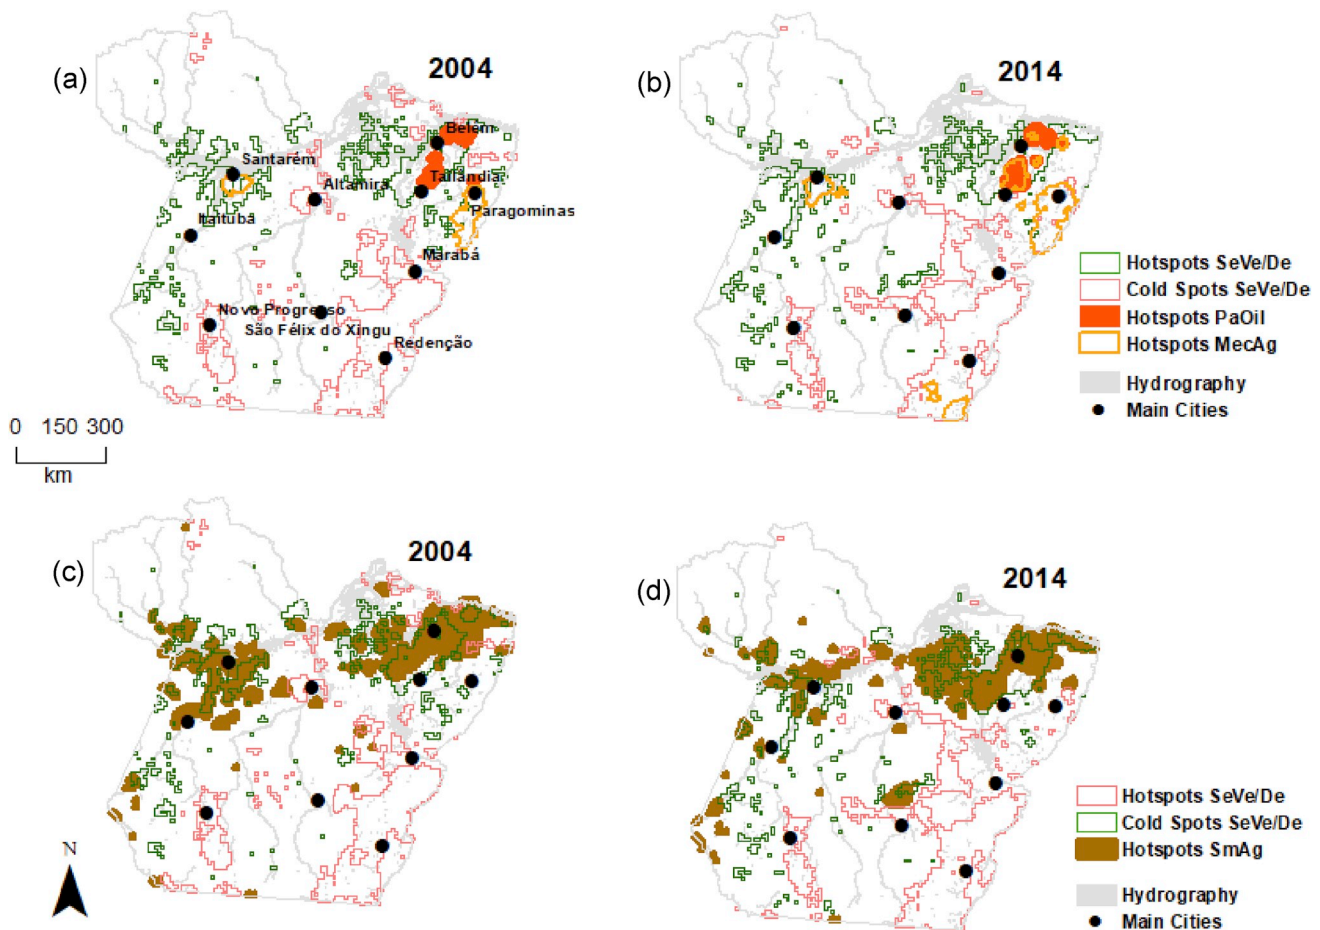 (a)
2004
Belém
Santarém
Altamira
Tailândia
Itaitubá
Paragominas
Marabá
Novo Progresso
São Félix do Xingu
Redenção
0 150 300
km
(b)
2014
Hotspots SeVe/De
Cold Spots SeVe/De
Hotspots PaOil
Hotspots MecAg
Hydrography
Main Cities
(c)
2004
N
(d)
2014
Hotspots SeVe/De
Cold Spots SeVe/De
Hotspots SmAg
Hydrography
Main Cities